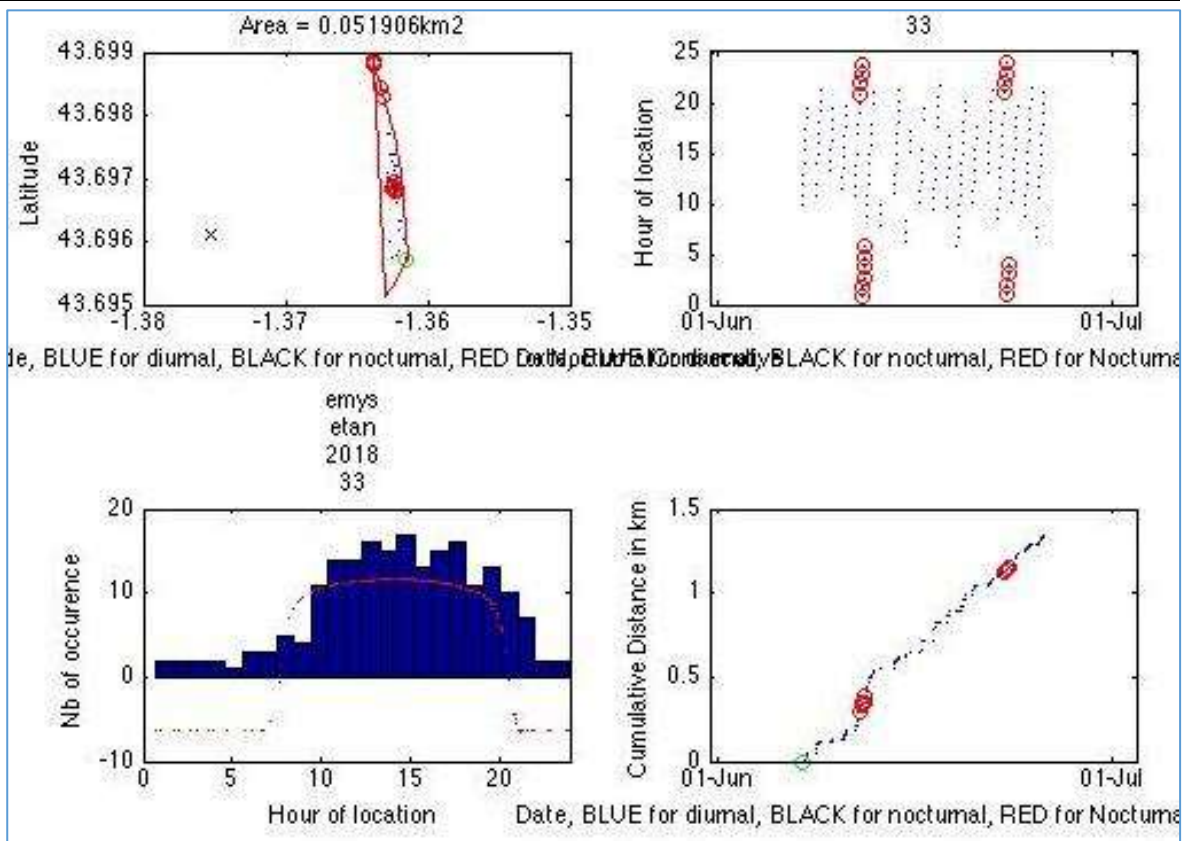 Area = 0.051906km2
43.699
43.698
43.697
43.696
43.695
Latitude
-1.38
-1.37
-1.36
-1.35
de, BLUE for diurnal, BLACK for nocturnal, RED
33
25
20
15
10
5
0
Hour of location
01-Jun
01-Jul
BLACK for nocturnal, RED for Nocturna
emys
etan
2018
33
20
10
0
-10
Nb of occurence
0
5
10
15
20
Hour of location
1.5
1
0.5
0
Cumulative Distance in km
01-Jun
01-Jul
Date, BLUE for diurnal, BLACK for nocturnal, RED for Nocturna